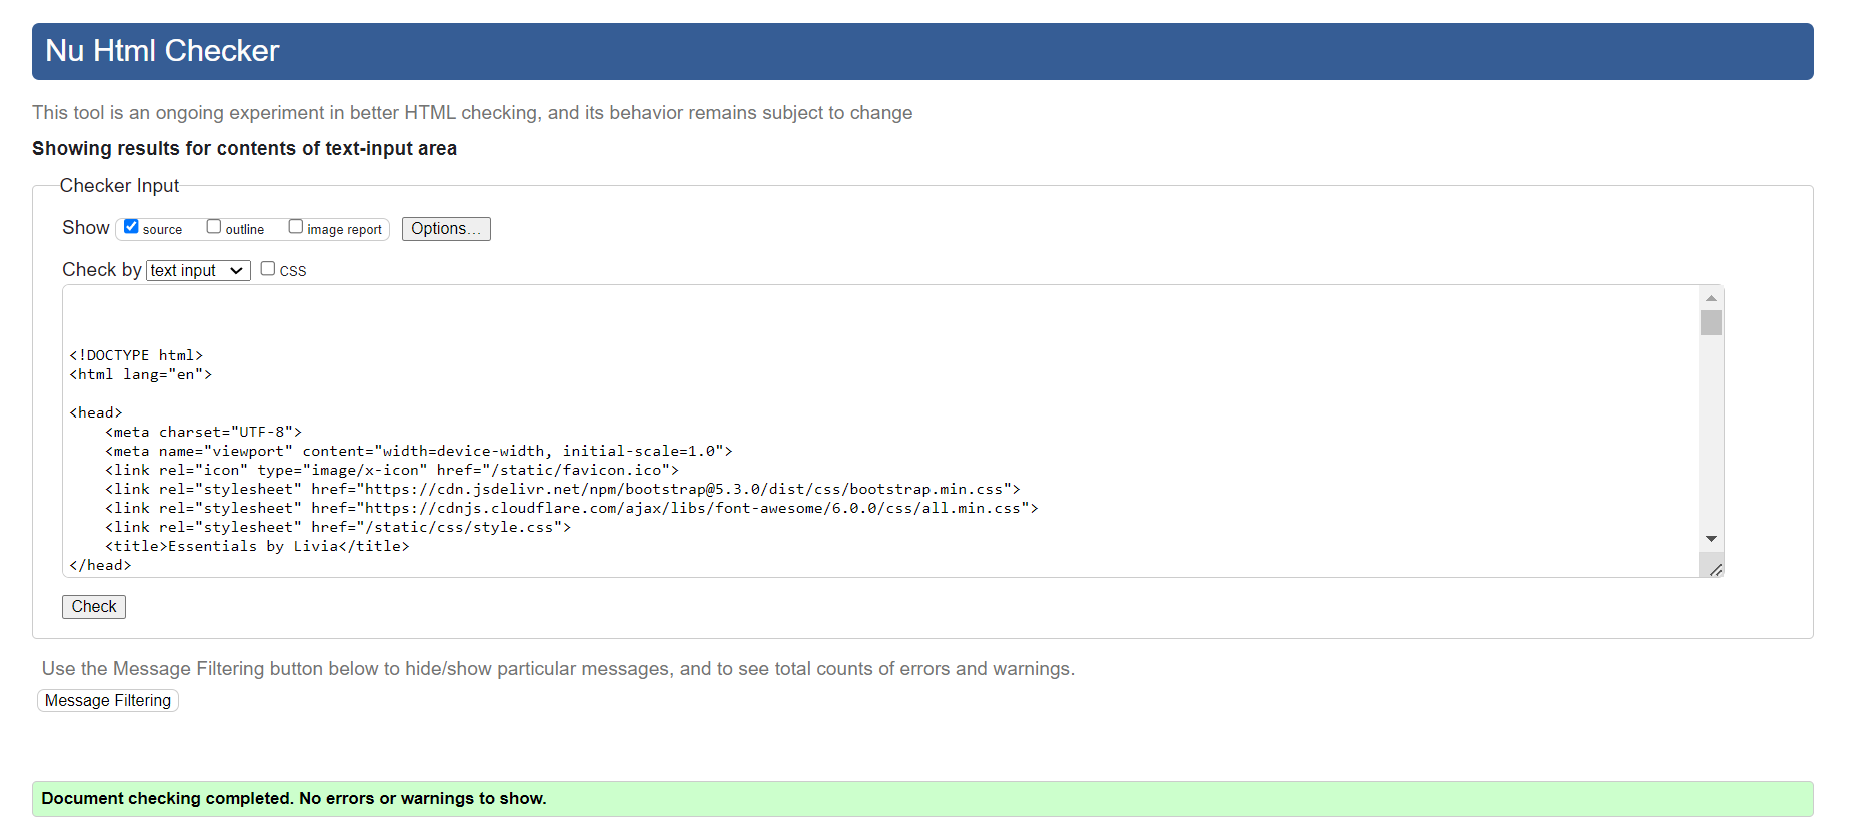 Nu Html Checker
This tool is an ongoing experiment in better HTML checking, and its behavior remains subject to change
Showing results for contents of text-input area
Checker Input
Show source outline image report Options...
Check by text input CSS
<!DOCTYPE html>
<html lang="en">
<head>
    <meta charset="UTF-8">
    <meta name="viewport" content="width=device-width, initial-scale=1.0">
    <link rel="icon" type="image/x-icon" href="/static/favicon.ico">
    <link rel="stylesheet" href="https://cdn.jsdelivr.net/npm/bootstrap@5.3.0/dist/css/bootstrap.min.css">
    <link rel="stylesheet" href="https://cdnjs.cloudflare.com/ajax/libs/font-awesome/6.0.0/css/all.min.css">
    <link rel="stylesheet" href="/static/css/style.css">
    <title>Essentials by Livia</title>
</head>
Check
Use the Message Filtering button below to hide/show particular messages, and to see total counts of errors and warnings.
Message Filtering
Document checking completed. No errors or warnings to show.